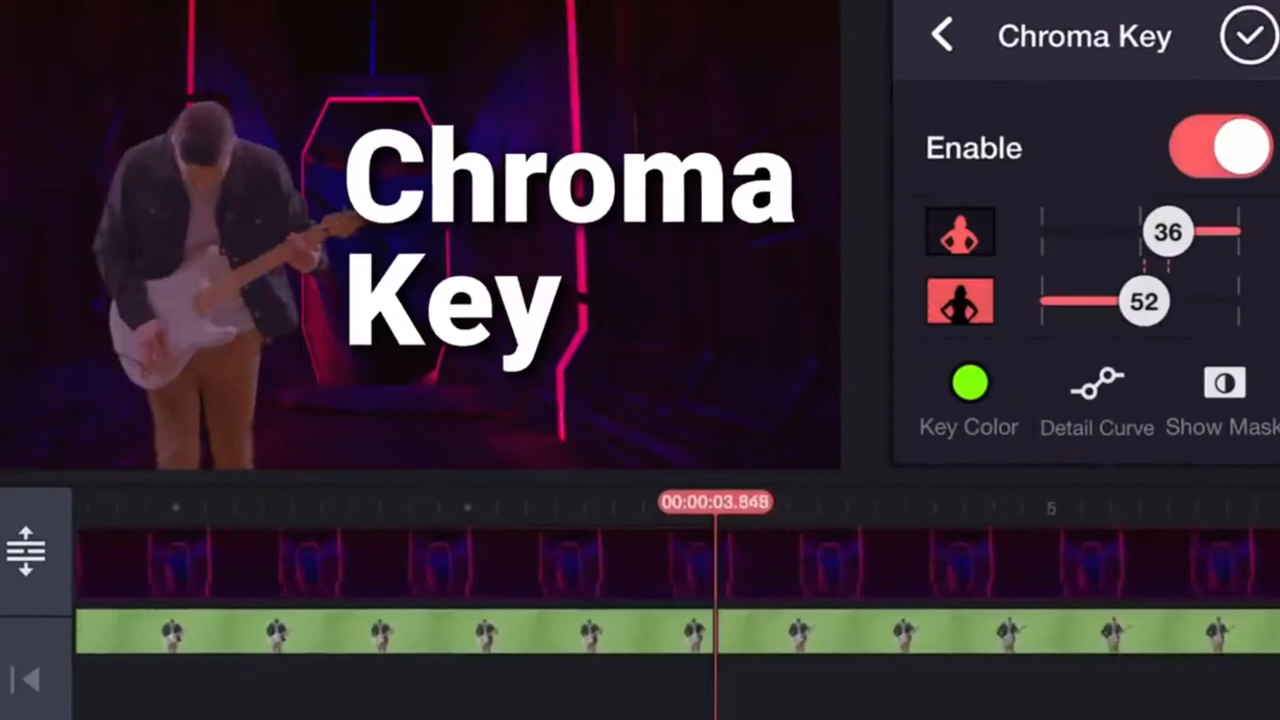 Chroma Key
Enable
Chroma
Key
36
52
Key Color
Detail Curve
Show Mask
00:00:03.848
5